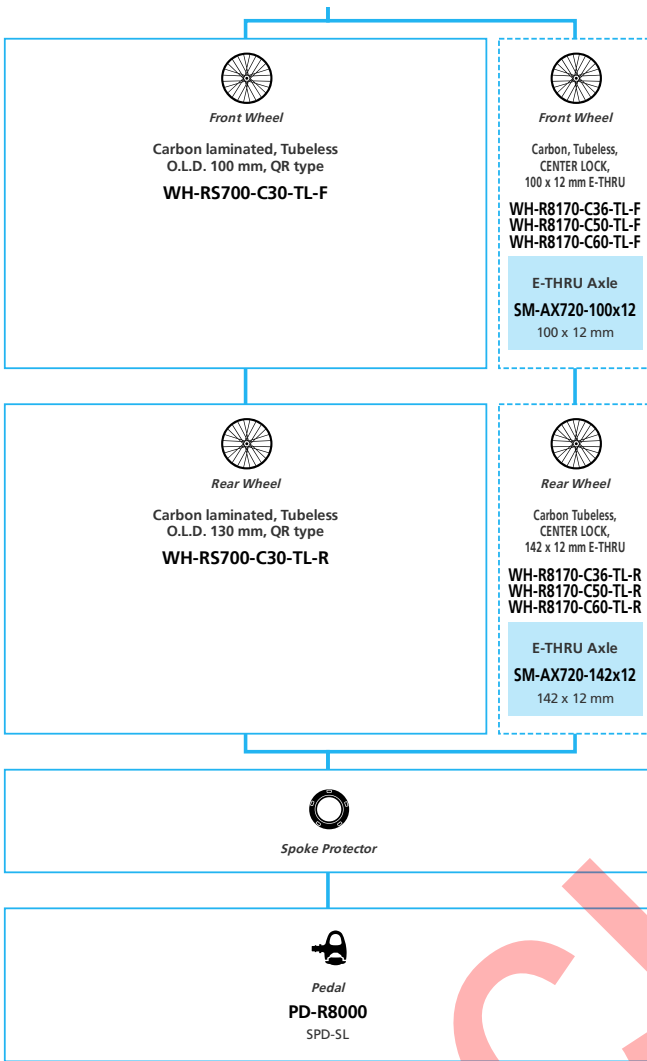 Front Wheel
Carbon laminated, Tubeless
O.L.D. 100 mm, QR type
WH-RS700-C30-TL-F
Front Wheel
Carbon, Tubeless,
CENTER LOCK,
100 x 12 mm E-THRU
WH-R8170-C36-TL-F
WH-R8170-C50-TL-F
WH-R8170-C60-TL-F
E-THRU Axle
SM-AX720-100x12
100 x 12 mm
Rear Wheel
Carbon laminated, Tubeless
O.L.D. 130 mm, QR type
WH-RS700-C30-TL-R
Rear Wheel
Carbon Tubeless,
CENTER LOCK,
142 x 12 mm E-THRU
WH-R8170-C36-TL-R
WH-R8170-C50-TL-R
WH-R8170-C60-TL-R
E-THRU Axle
SM-AX720-142x12
142 x 12 mm
Spoke Protector
Pedal
PD-R8000
SPD-SL